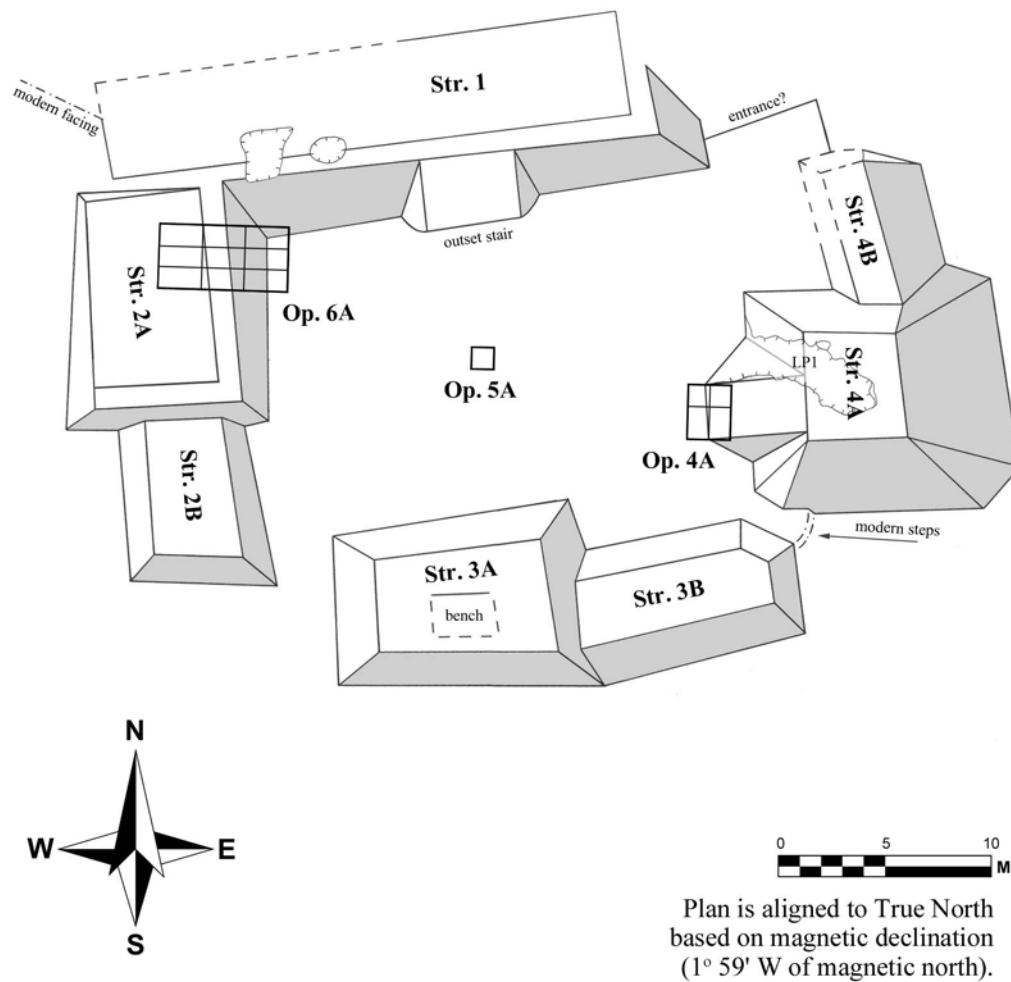 Str. 1
modern facing
entrance?
Str. 4B
outset stair
Str. 2A
Op. 6A
Op. 5A
LP1
Str. 4A
Op. 4A
Str. 2B
modern steps
Str. 3A
bench
Str. 3B
N
W
E
S
0
5
10
M
Plan is aligned to True North
based on magnetic declination
(1º 59' W of magnetic north).